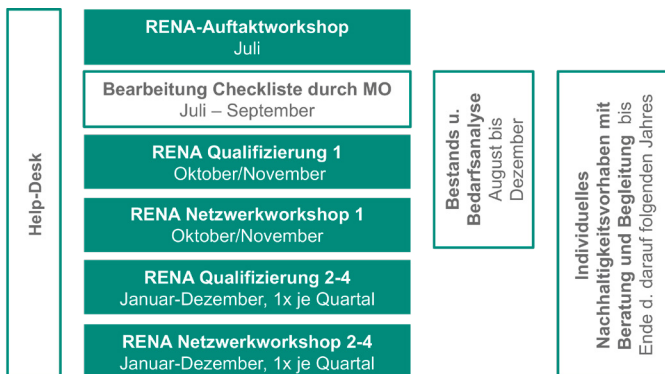 Help-Desk
RENA-Auftaktworkshop
Juli
Bearbeitung Checkliste durch MO
Juli – September
RENA Qualifizierung 1
Oktober/November
RENA Netzwerkworkshop 1
Oktober/November
RENA Qualifizierung 2-4
Januar-Dezember, 1x je Quartal
RENA Netzwerkworkshop 2-4
Januar-Dezember, 1x je Quartal
Bestands u.
Bedarfsanalyse
August bis
Dezember
Individuelles
Nachhaltigkeitsvorhaben mit
Beratung und Begleitung bis
Ende d. darauf folgenden Jahres